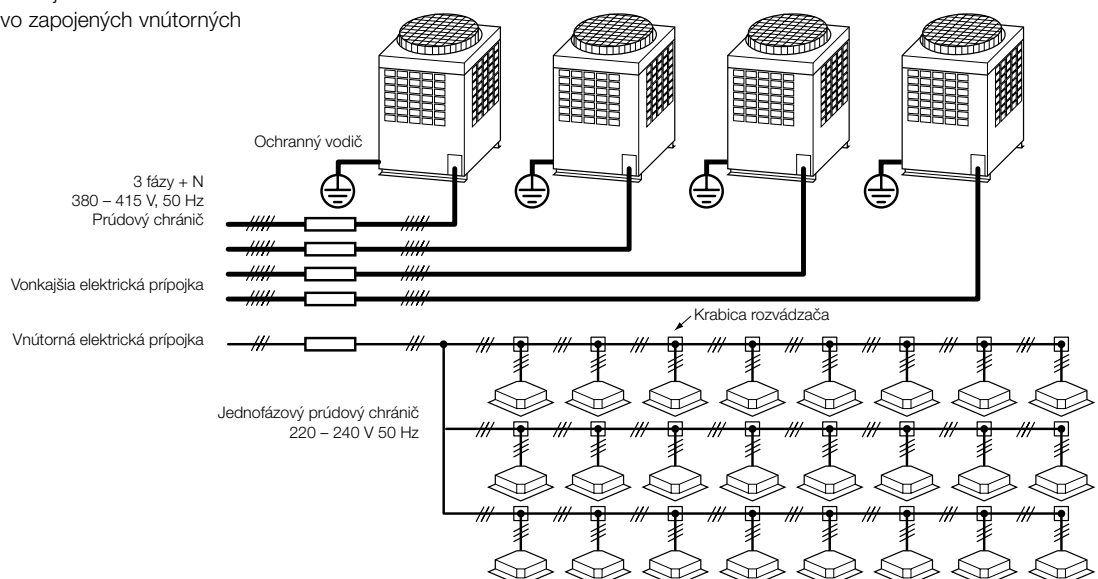 vo zapojených vnútorných
Ochranný vodič
3 fázy + N
380 – 415 V, 50 Hz
Prúdový chránič
Vonkajšia elektrická prípojka
Krabica rozvádzača
Vnútorná elektrická prípojka
Jednofázový prúdový chránič
220 – 240 V 50 Hz